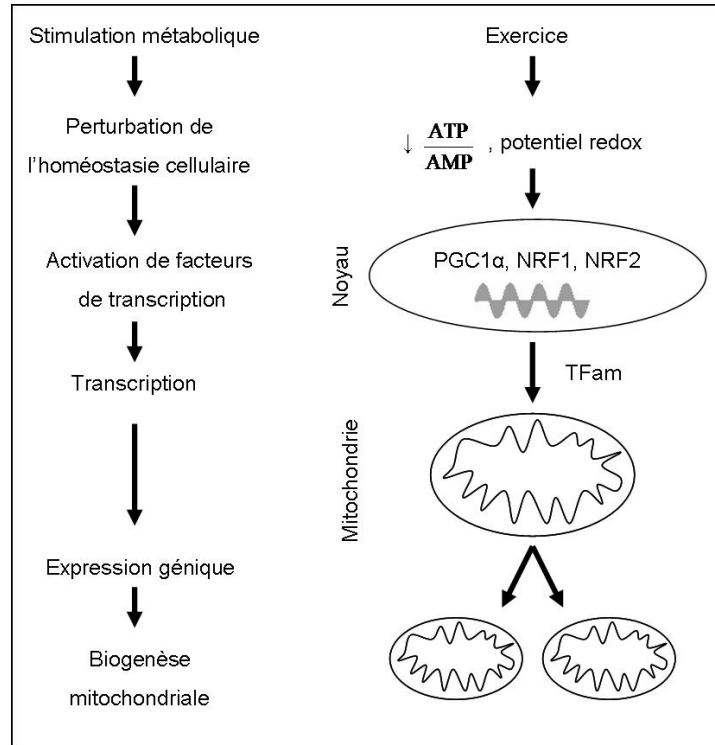 Stimulation métabolique
Perturbation de
l'homéostasie cellulaire
Activation de facteurs
de transcription
Transcription
Expression génique
Biogenèse
mitochondriale
Exercice
↓ ATP
AMP , potentiel redox
Noyau
PGC1α, NRF1, NRF2
TFam
Mitochondrie